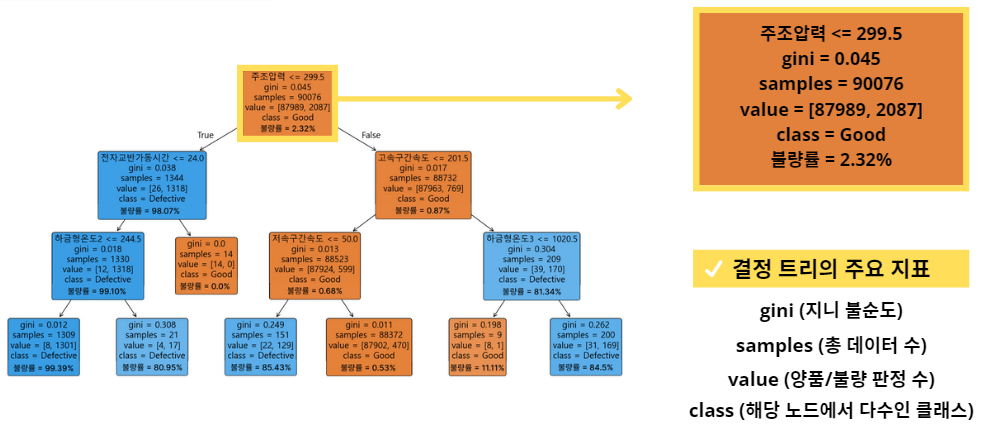 주조압력 <= 299.5
gini = 0.045
samples = 90076
value = [87989, 2087]
class = Good
불량률 = 2.32%
True
False
전자교반가동시간 <= 24.0
gini = 0.038
samples = 1344
value = [26, 1318]
class = Defective
불량률 = 98.07%
고속구간속도 <= 201.5
gini = 0.017
samples = 88732
value = [87963, 769]
class = Good
불량률 = 0.87%
하금형온도2 <= 244.5
gini = 0.018
samples = 1330
value = [12, 1318]
class = Defective
불량률 = 99.10%
gini = 0.0
samples = 14
value = [14, 0]
class = Good
불량률 = 0.0%
저속구간속도 <= 50.0
gini = 0.013
samples = 88523
value = [87924, 599]
class = Good
불량률 = 0.68%
하금형온도3 <= 1020.5
gini = 0.304
samples = 209
value = [39, 170]
class = Defective
불량률 = 81.34%
gini = 0.012
samples = 1309
value = [8, 1301]
class = Defective
불량률 = 99.39%
gini = 0.308
samples = 21
value = [4, 17]
class = Defective
불량률 = 80.95%
gini = 0.249
samples = 151
value = [22, 129]
class = Defective
불량률 = 85.43%
gini = 0.011
samples = 88372
value = [87902, 470]
class = Good
불량률 = 0.53%
gini = 0.198
samples = 9
value = [8, 1]
class = Good
불량률 = 11.11%
gini = 0.262
samples = 200
value = [31, 169]
class = Defective
불량률 = 84.5%
주조압력 <= 299.5
gini = 0.045
samples = 90076
value = [87989, 2087]
class = Good
불량률 = 2.32%
결정 트리의 주요 지표
gini (지니 불순도)
samples (총 데이터 수)
value (양품/불량 판정 수)
class (해당 노드에서 다수인 클래스)